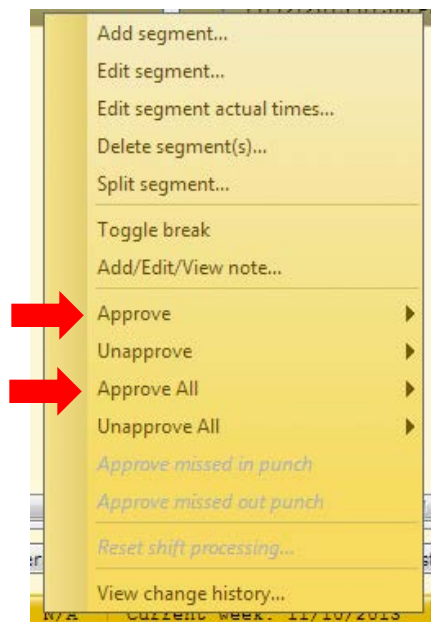 Add segment...
Edit segment...
Edit segment actual times...
Delete segment(s)...
Split segment...
Toggle break
Add/Edit/View note...
Approve
Unapprove
Approve All
Unapprove All
Approve missed in punch
Approve missed out punch
Reset shift processing...
View change history...
N/A Current week: 11/10/2013